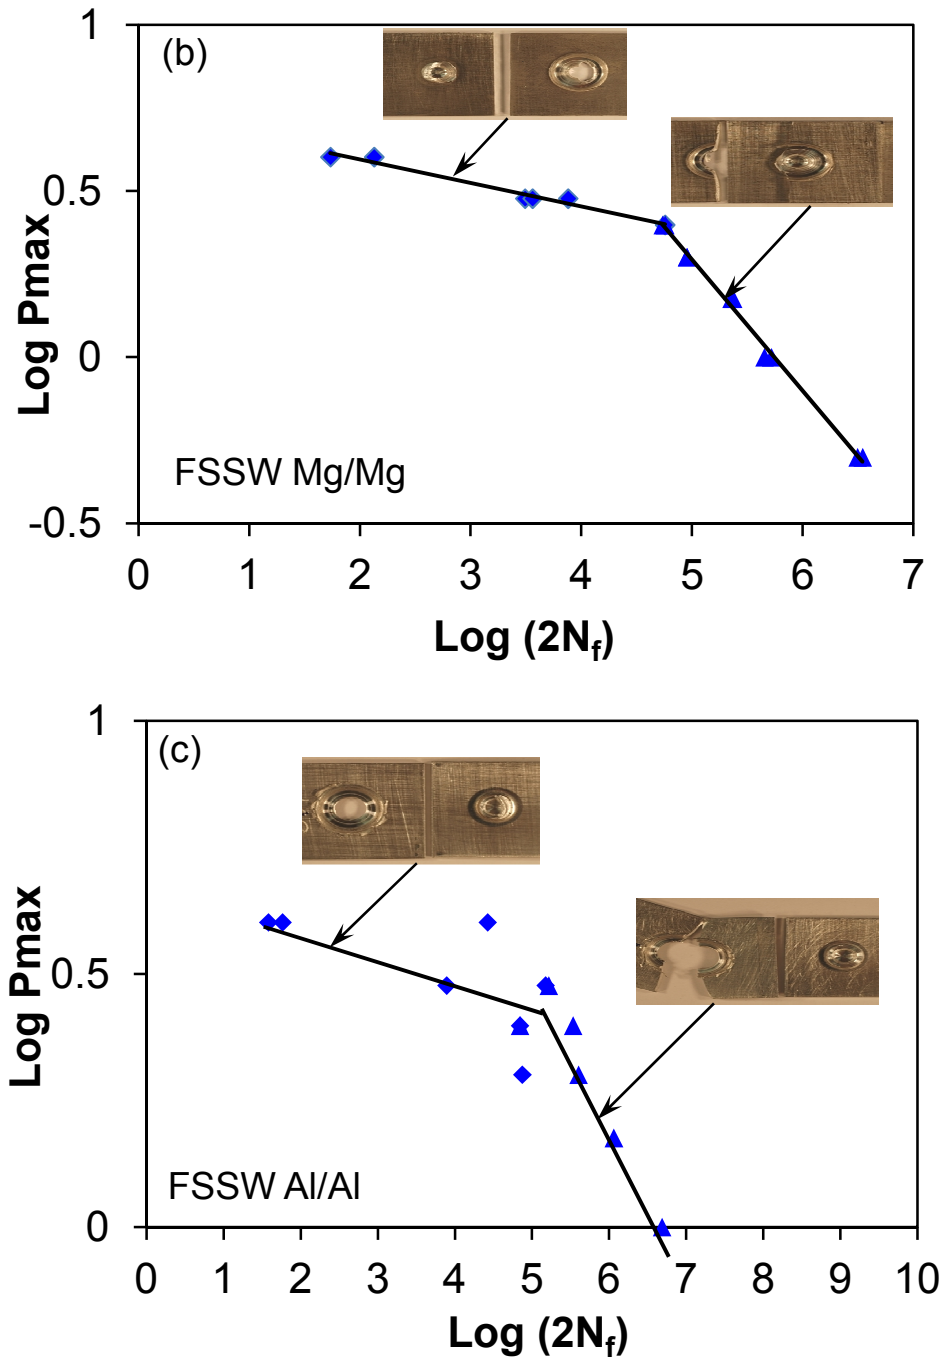 (b)
1
0.5
0
-0.5
Log Pmax
FSSW Mg/Mg
0 1 2 3 4 5 6 7
Log (2Nf)
(c)
1
0.5
0
Log Pmax
FSSW Al/Al
0 1 2 3 4 5 6 7 8 9 10
Log (2Nf)